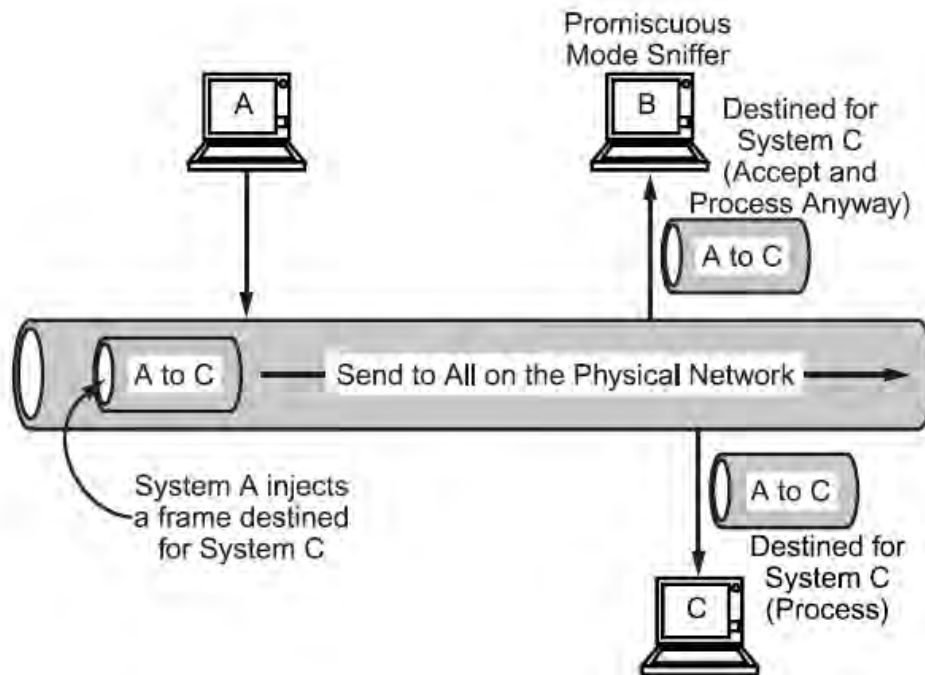 Promiscuous
Mode Sniffer
A
B
Destined for
System C
(Accept and
Process Anyway)
A to C
A to C
Send to All on the Physical Network
System A injects
a frame destined
for System C
A to C
Destined for
System C
(Process)
C